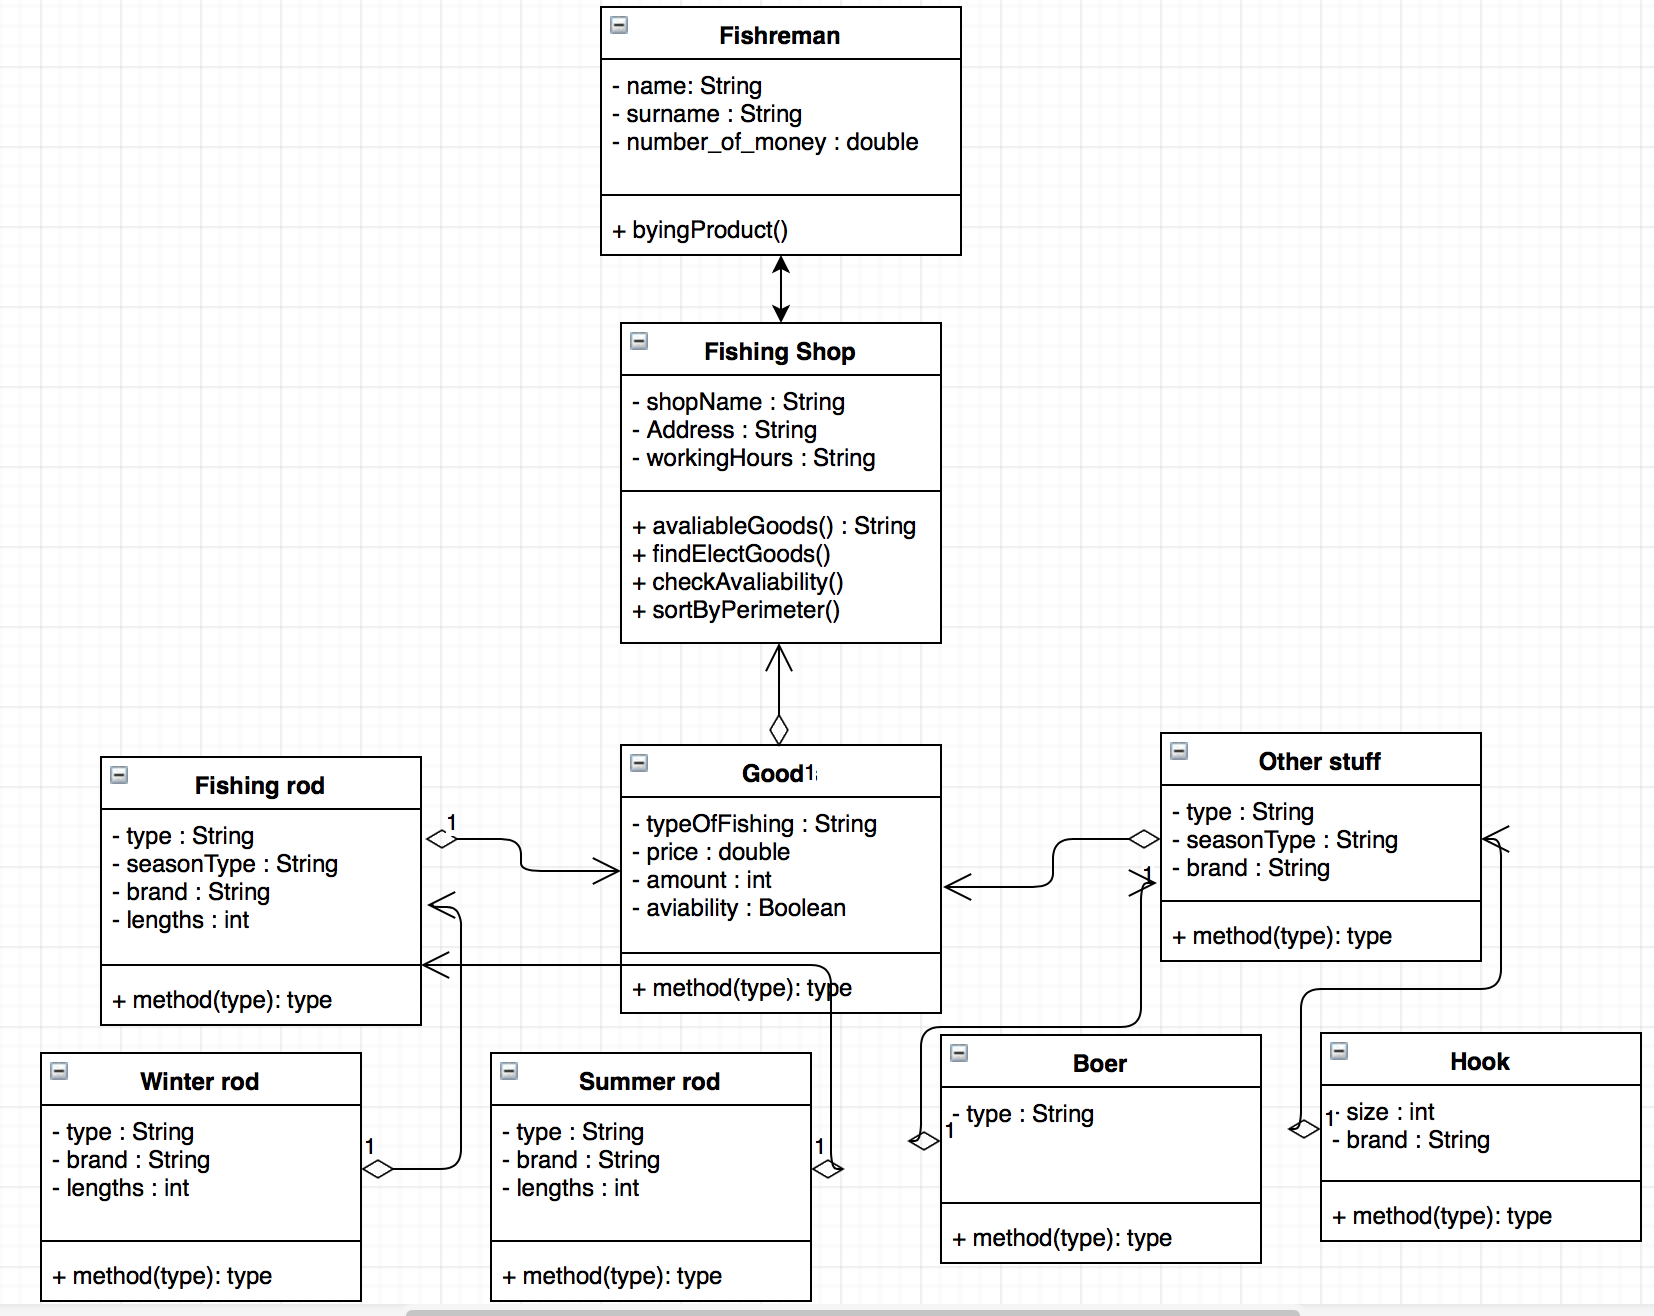 Fishreman
- name: String
- surname : String
- number_of_money : double
+ byingProduct()
Fishing Shop
- shopName : String
- Address : String
- workingHours : String
+ avaliableGoods() : String
+ findElectGoods()
+ checkAvaliability()
+ sortByPerimeter()
Fishing rod
- type : String
- seasonType : String
- brand : String
- lengths : int
+ method(type): type
1
Good
1
- typeOfFishing : String
- price : double
- amount : int
- aviability : Boolean
+ method(type): type
Other stuff
- type : String
- seasonType : String
- brand : String
+ method(type): type
1
Winter rod
- type : String
- brand : String
- lengths : int
+ method(type): type
1
Summer rod
- type : String
- brand : String
- lengths : int
+ method(type): type
1
Boer
- type : String
1
+ method(type): type
Hook
1
- size : int
- brand : String
+ method(type): type